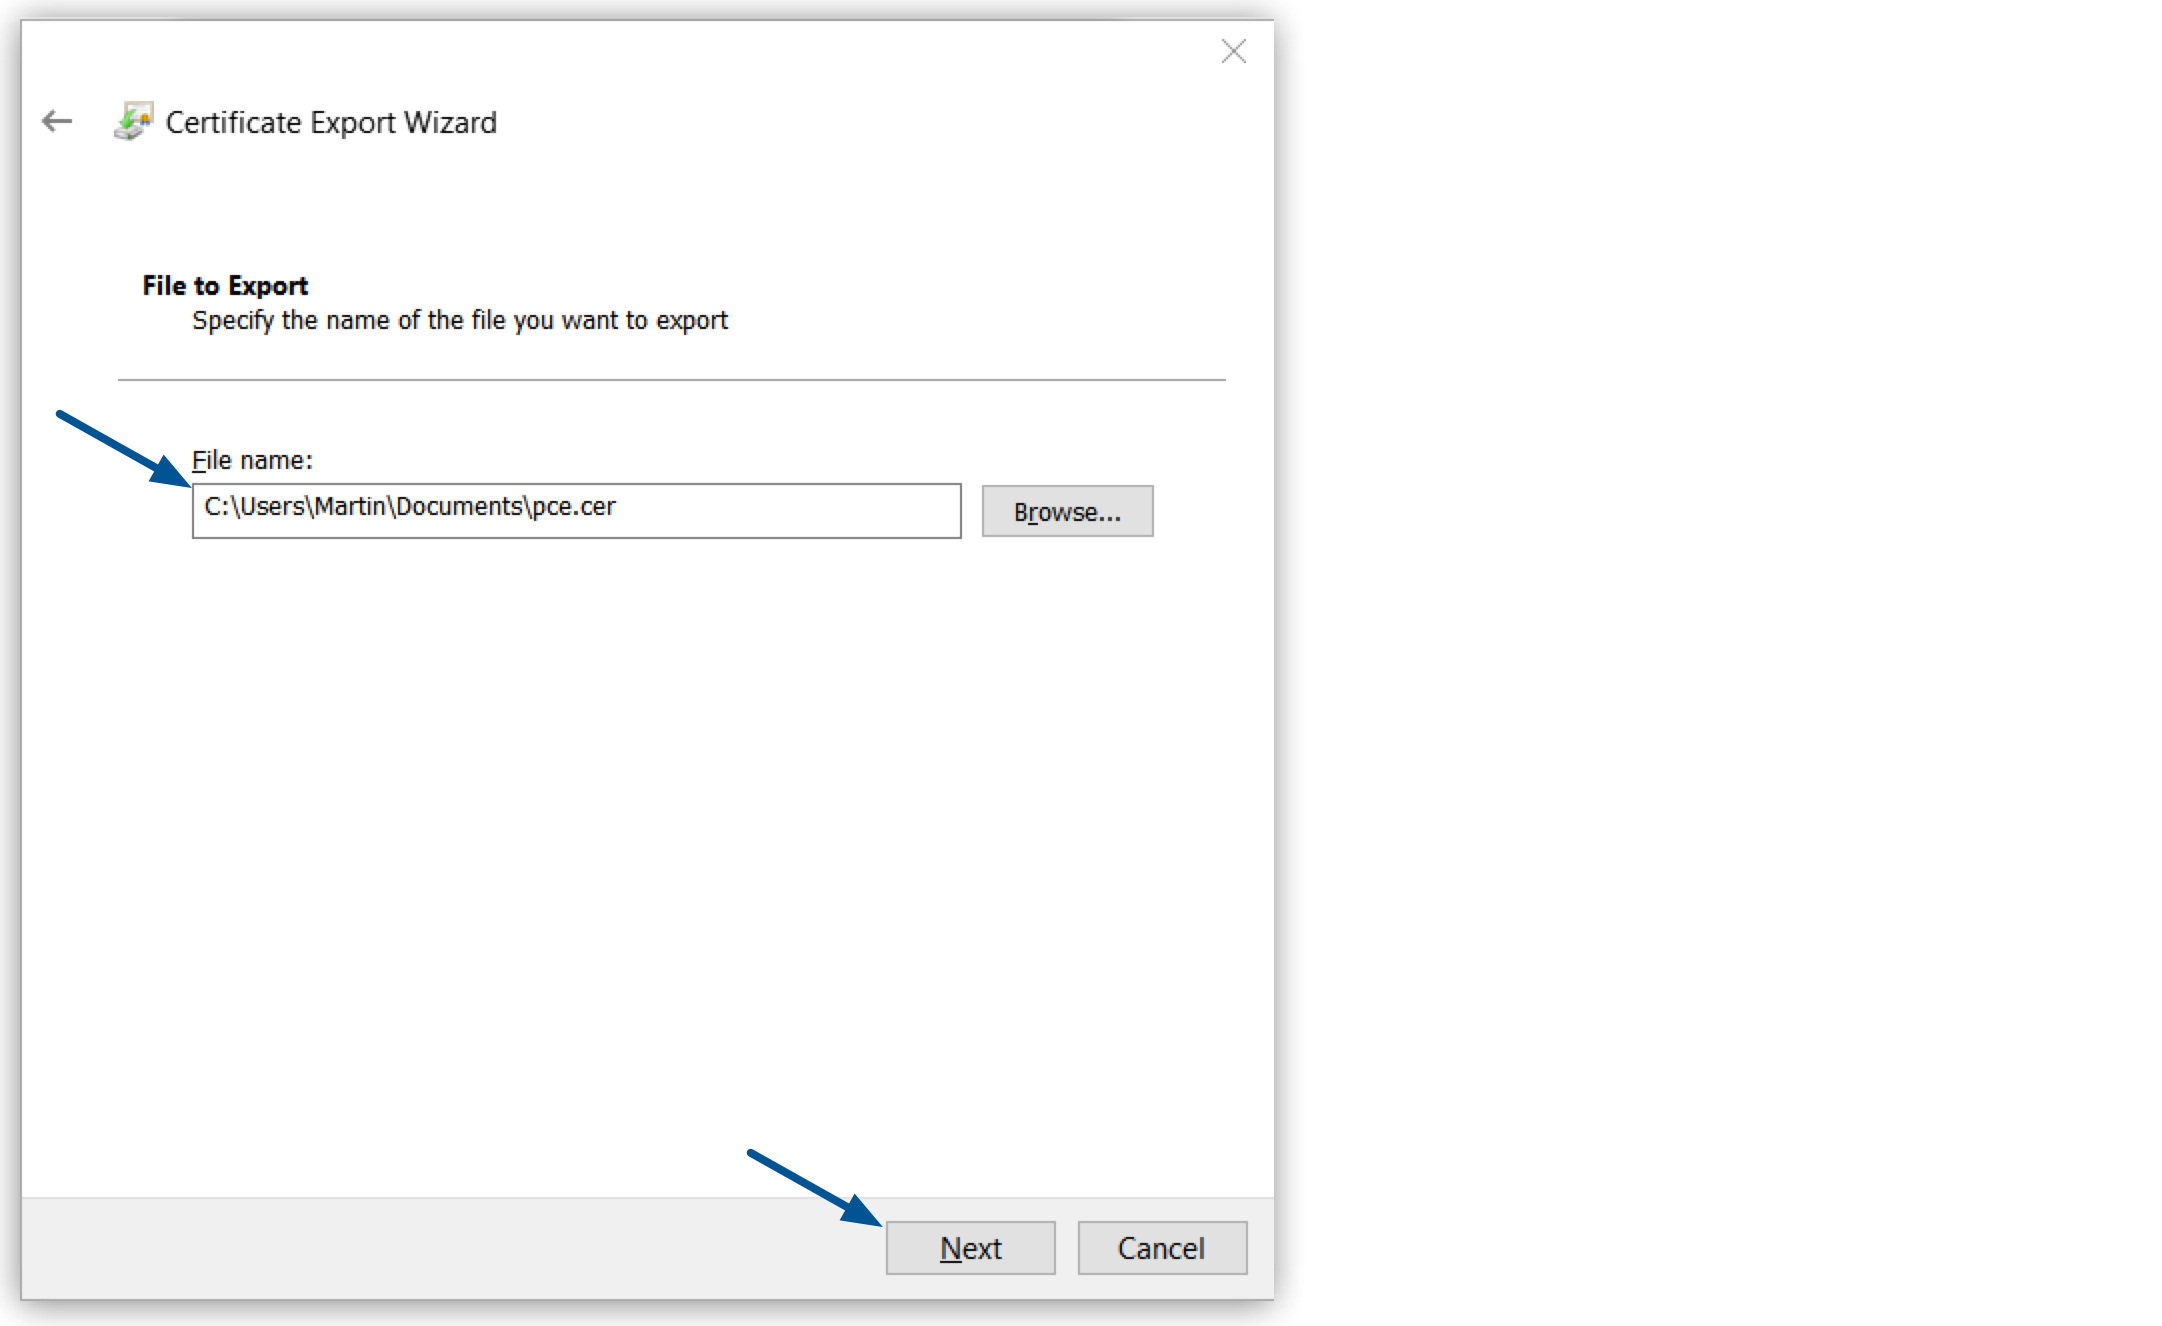 Certificate Export Wizard
File to Export
Specify the name of the file you want to export
File name:
C:\Users\Martin\Documents\pce.cer
Browse...
Next
Cancel